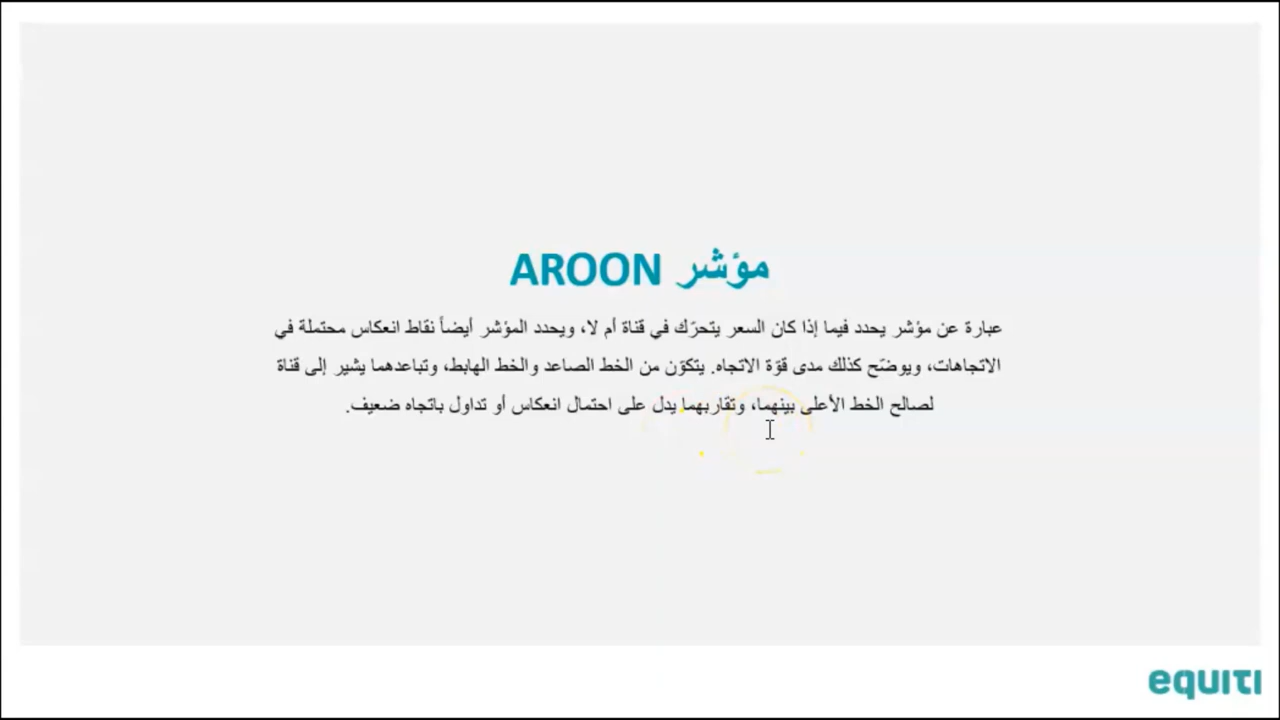 مؤشر AROON
عبارة عن مؤشر يحدد فيما إذا كان السعر يتحرّك في قناة أم لا، ويحدد المؤشر أيضاً نقاط انعكاس محتملة في
الاتجاهات، ويوضّح كذلك مدى قوّة الاتجاه. يتكوّن من الخط الصاعد والخط الهابط، وتباعدهما يشير إلى قناة
لصالح الخط الأعلى بينهما، وتقاربهما يدل على احتمال انعكاس أو تداول باتجاه ضعيف.
equiti